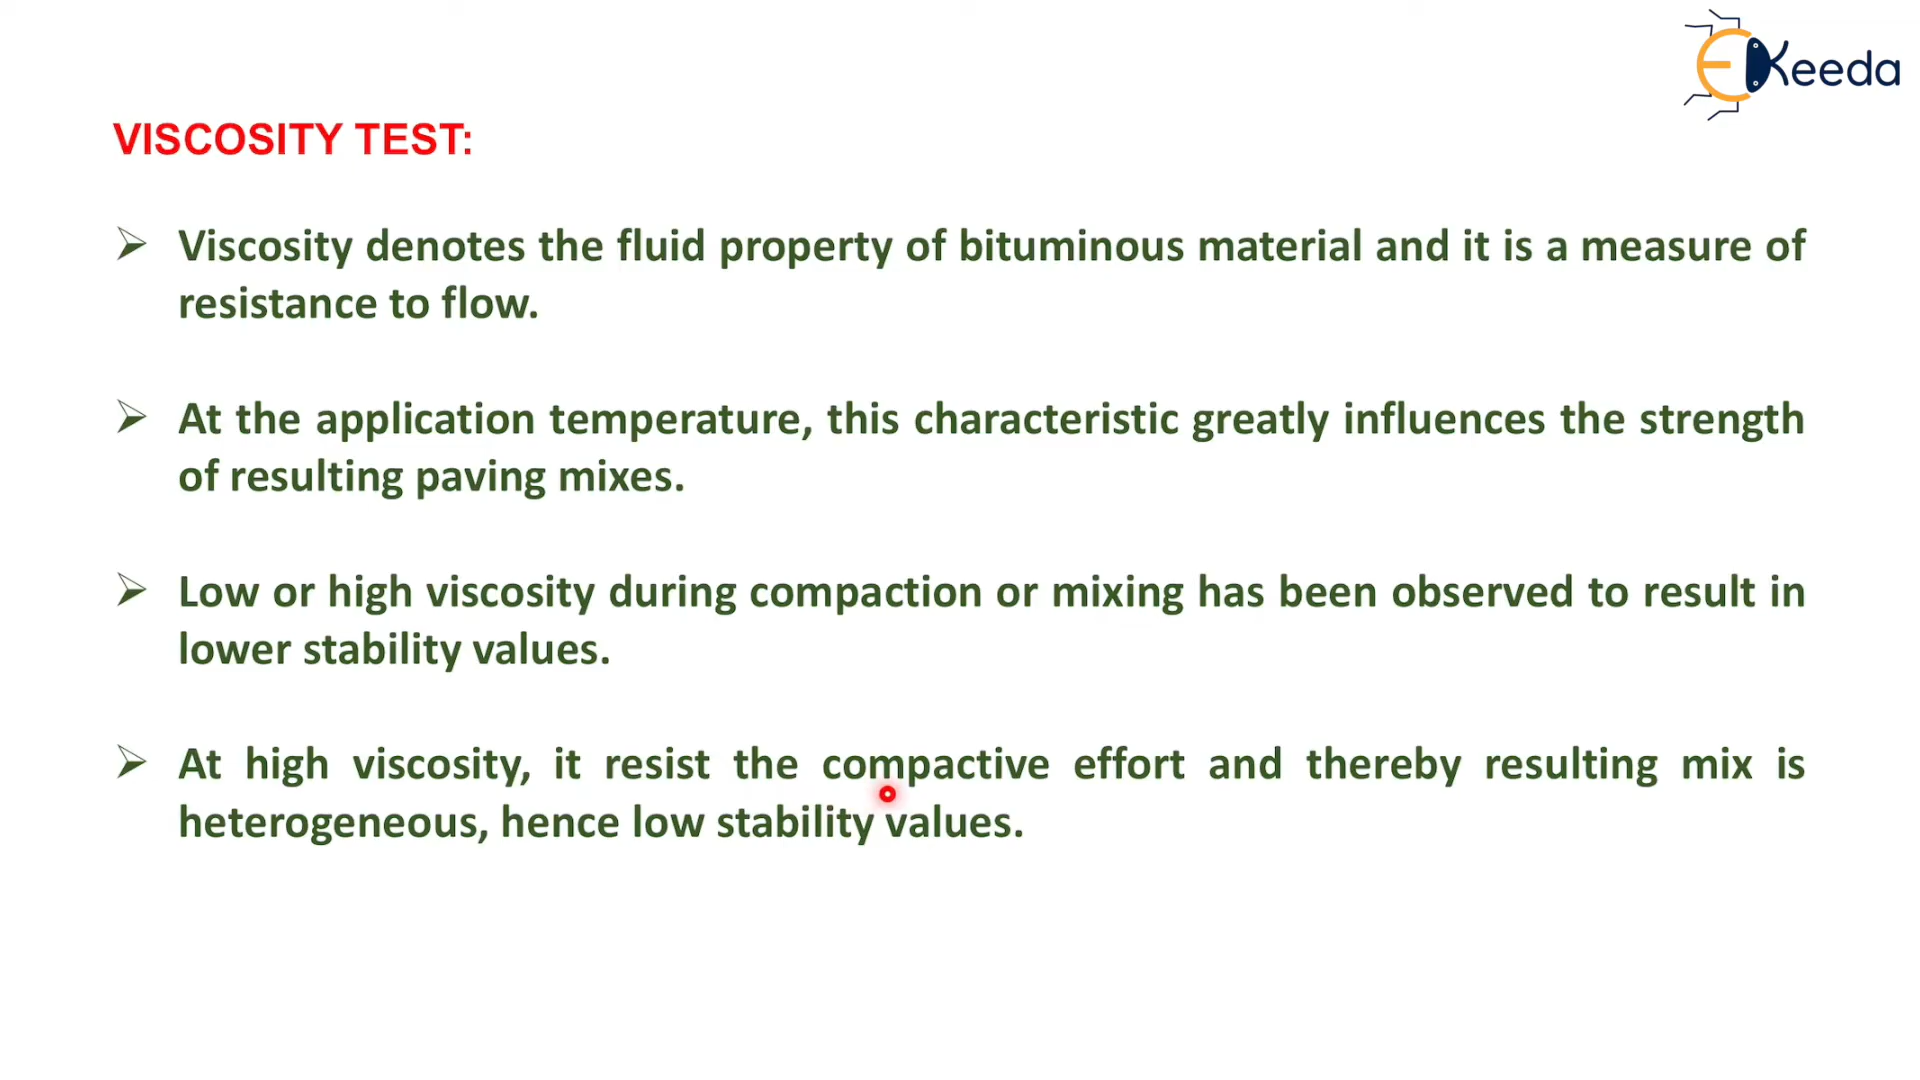 EKeeda
VISCOSITY TEST:
Viscosity denotes the fluid property of bituminous material and it is a measure of
resistance to flow.
At the application temperature, this characteristic greatly influences the strength
of resulting paving mixes.
Low or high viscosity during compaction or mixing has been observed to result in
lower stability values.
At high viscosity, it resist the compactive effort and thereby resulting mix is
heterogeneous, hence low stability values.